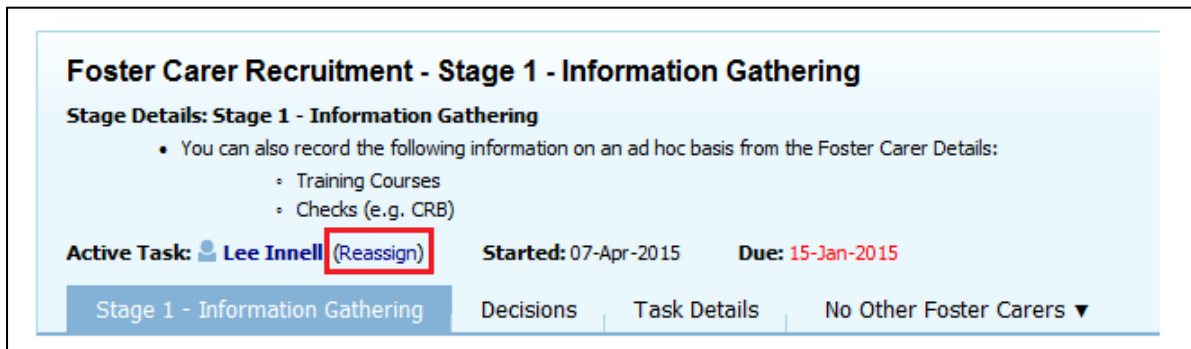 Foster Carer Recruitment - Stage 1 - Information Gathering
Stage Details: Stage 1 - Information Gathering
• You can also record the following information on an ad hoc basis from the Foster Carer Details:
◦ Training Courses
◦ Checks (e.g. CRB)
Active Task: Lee Innell (Reassign) Started: 07-Apr-2015 Due: 15-Jan-2015
Stage 1 - Information Gathering Decisions Task Details No Other Foster Carers ▼